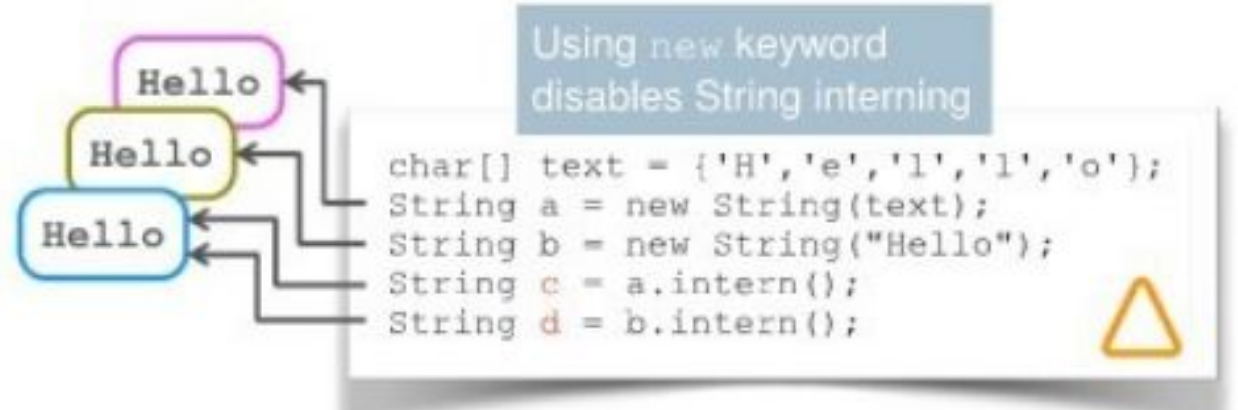 Hello
Hello
Hello
Using new keyword
disables String interning
char[] text = {'H','e','l','l','o'};
String a = new String(text);
String b = new String("Hello");
String c = a.intern();
String d = b.intern();